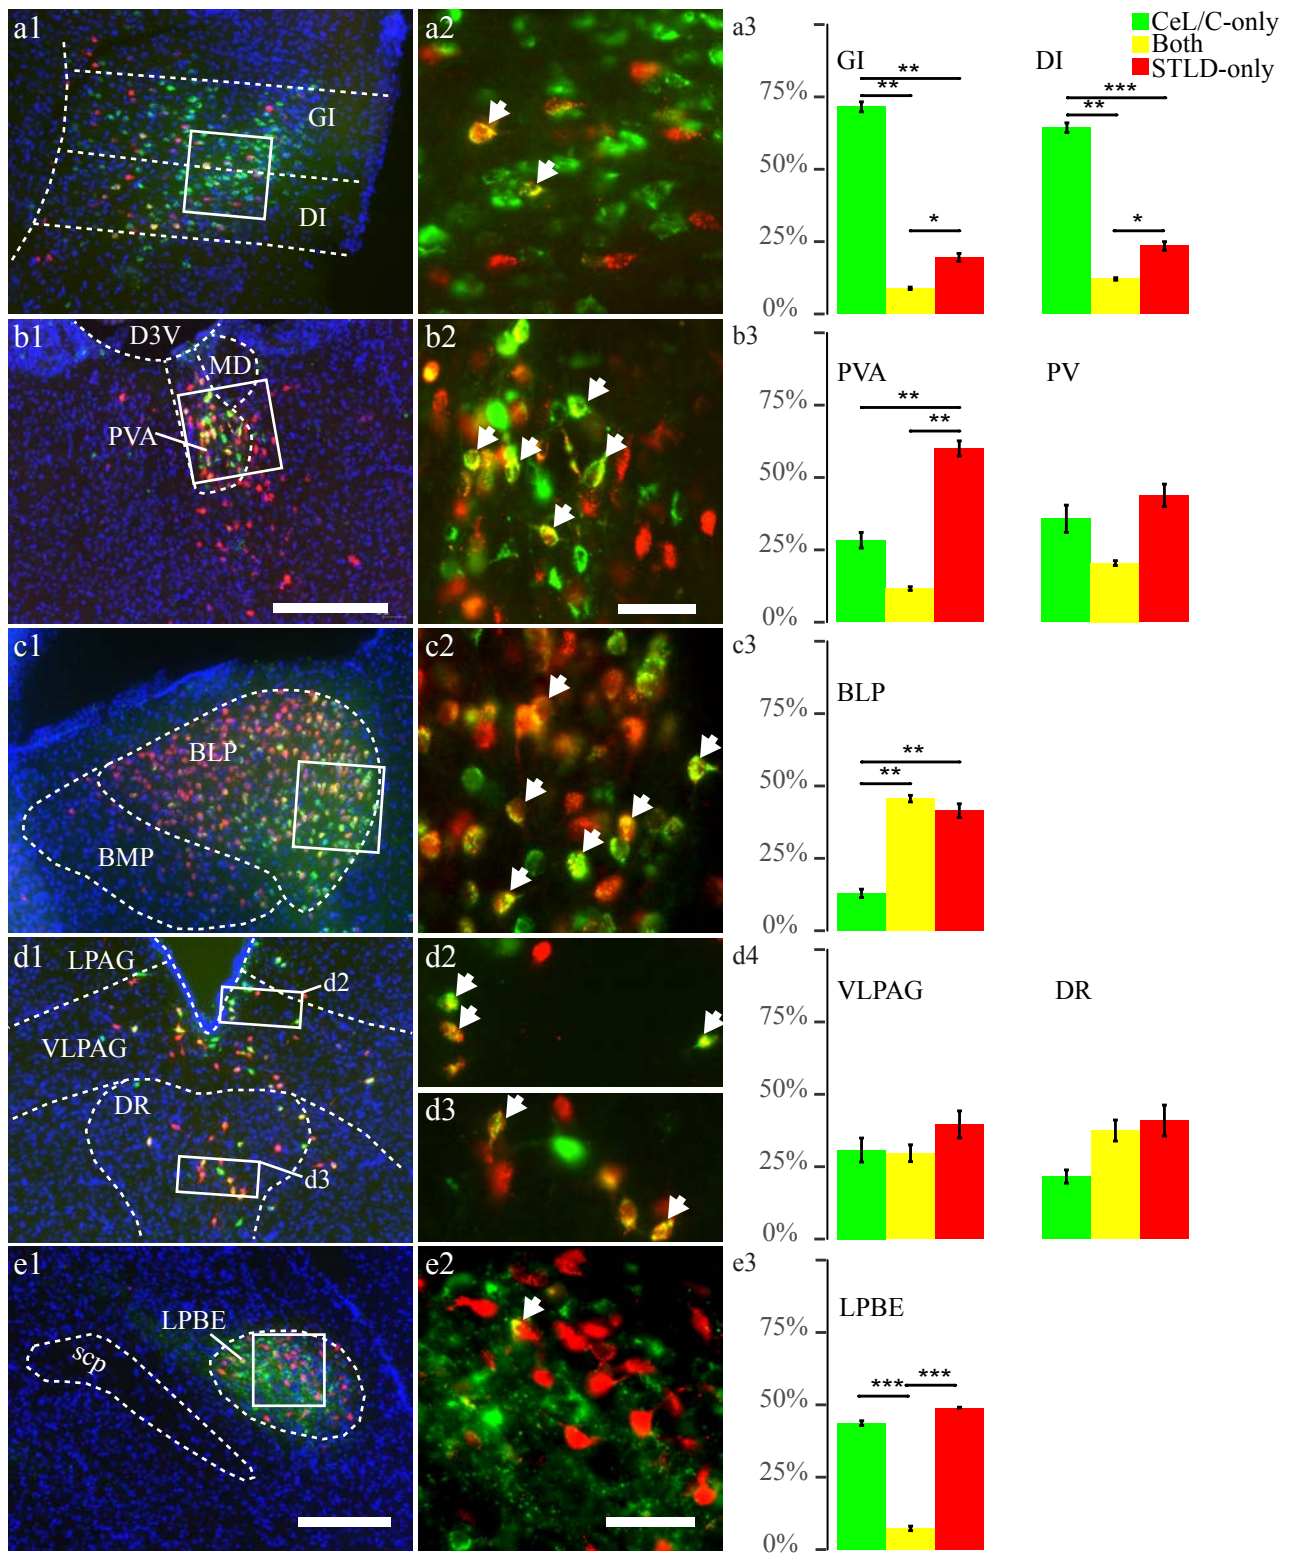 a1
GI
DI
a2
a3
CeL/C-only
Both
STLD-only
GI
DI
**
**
***
**
*
*
75%
50%
25%
0%
b1
D3V
MD
PVA
b2
b3
PVA
PV
**
**
75%
50%
25%
0%
c1
BLP
BMP
c2
c3
BLP
**
**
75%
50%
25%
0%
d1
LPAG
d2
VLPAG
DR
d3
d2
d3
d4
VLPAG
DR
75%
50%
25%
0%
e1
LPBE
scp
e2
e3
LPBE
***
***
75%
50%
25%
0%